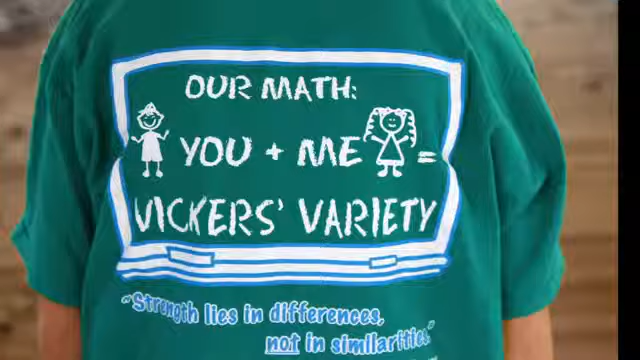 OUR MATH:
YOU + ME =
VICKERS' VARIETY
"Strength lies in differences,
not in similarities."